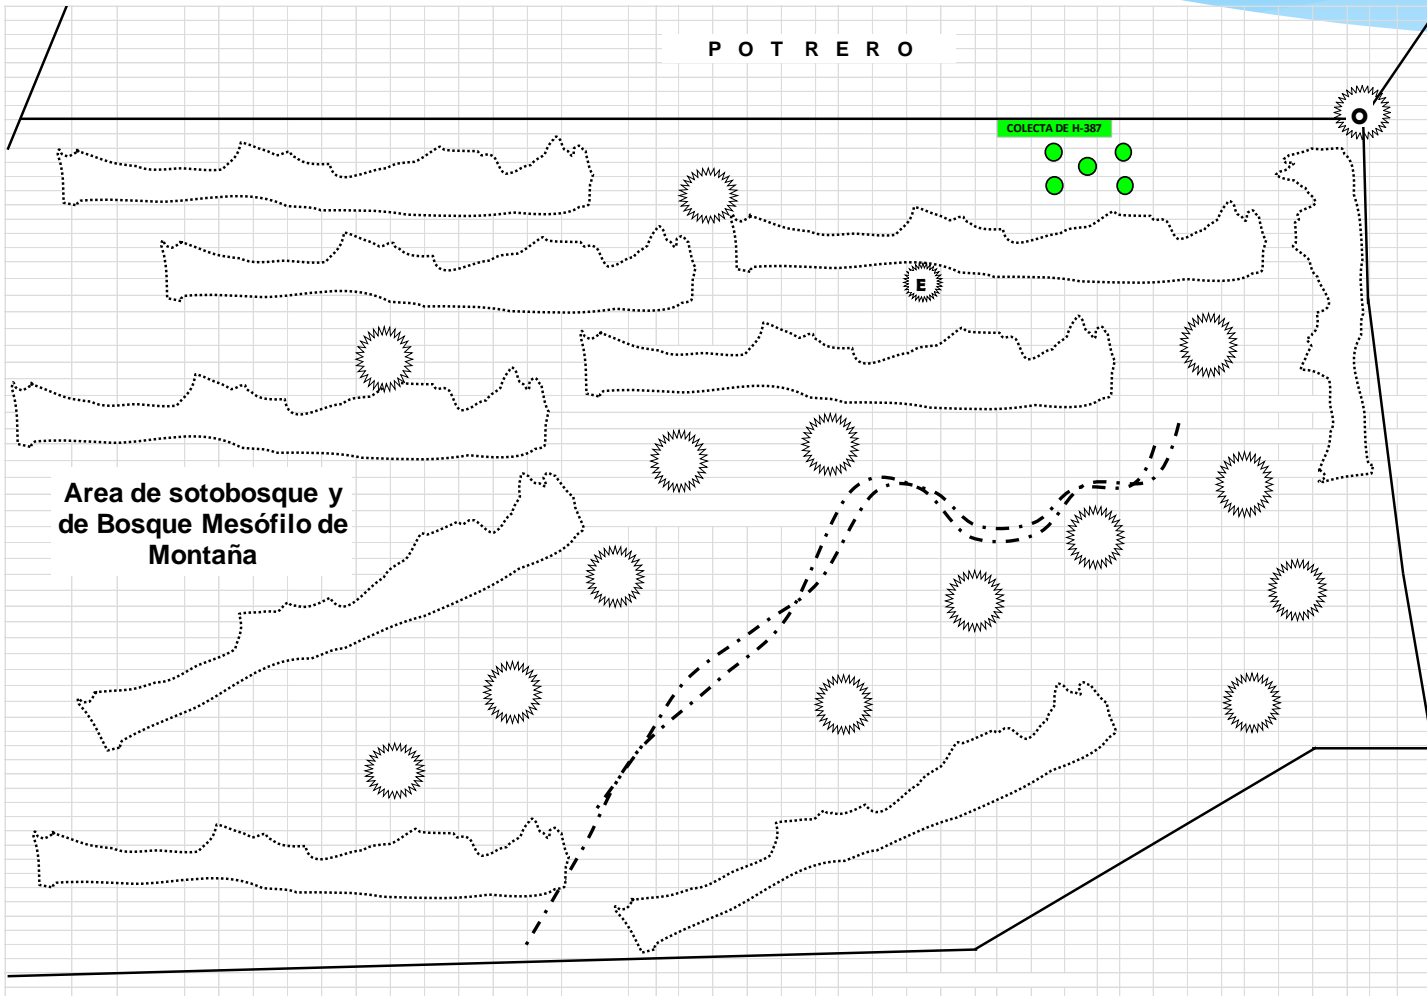 P O T R E R O
COLECTA DE H-387
E
Area de sotobosque y
de Bosque Mesófilo de
Montaña